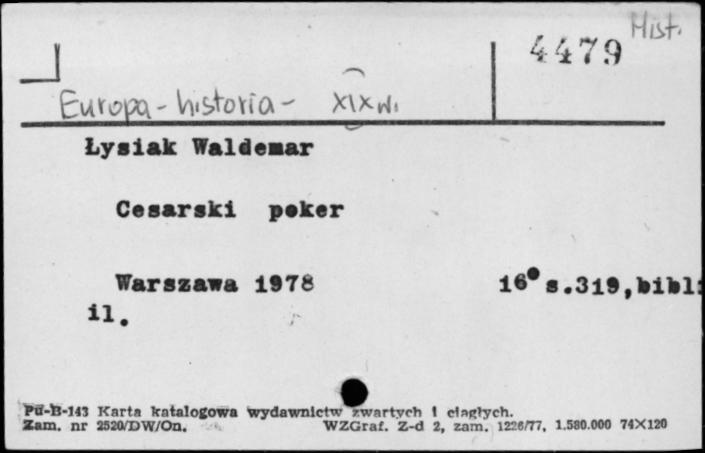 Hist.
4479
Europa - historia - XIX w.
Łysiak Waldemar
Cesarski poker
Warszawa 1978 16° s.319,bibli
il.
Pu-B-143 Karta katalogowa wydawnictw zwartych i ciągłych.
Zam. nr 2520/DW/On. WZGraf. Z-d 2, zam. 1226/77, 1.580.000 74X120